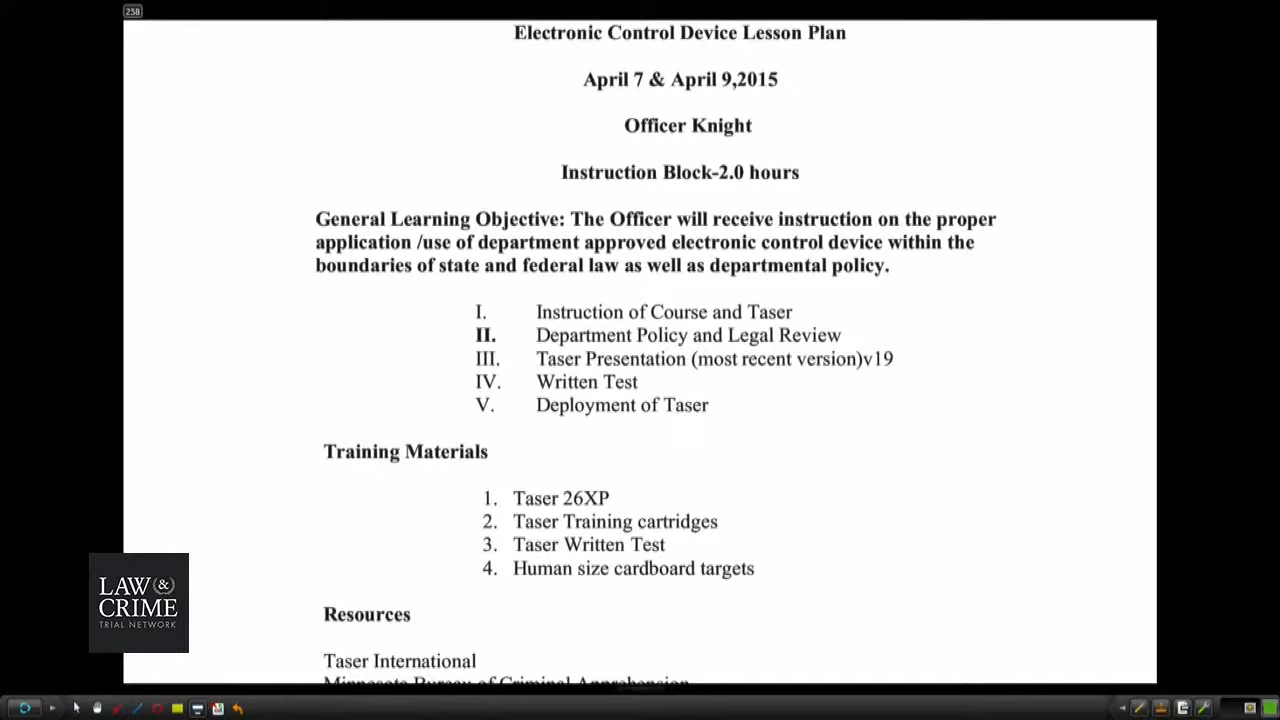 258
Electronic Control Device Lesson Plan
April 7 & April 9,2015
Officer Knight
Instruction Block-2.0 hours
General Learning Objective: The Officer will receive instruction on the proper
application /use of department approved electronic control device within the
boundaries of state and federal law as well as departmental policy.
I. Instruction of Course and Taser
II. Department Policy and Legal Review
III. Taser Presentation (most recent version)v19
IV. Written Test
V. Deployment of Taser
Training Materials
1. Taser 26XP
2. Taser Training cartridges
3. Taser Written Test
4. Human size cardboard targets
Resources
Taser International
Minnesota Bureau of Criminal Apprehension
LAW &
CRIME
TRIAL NETWORK